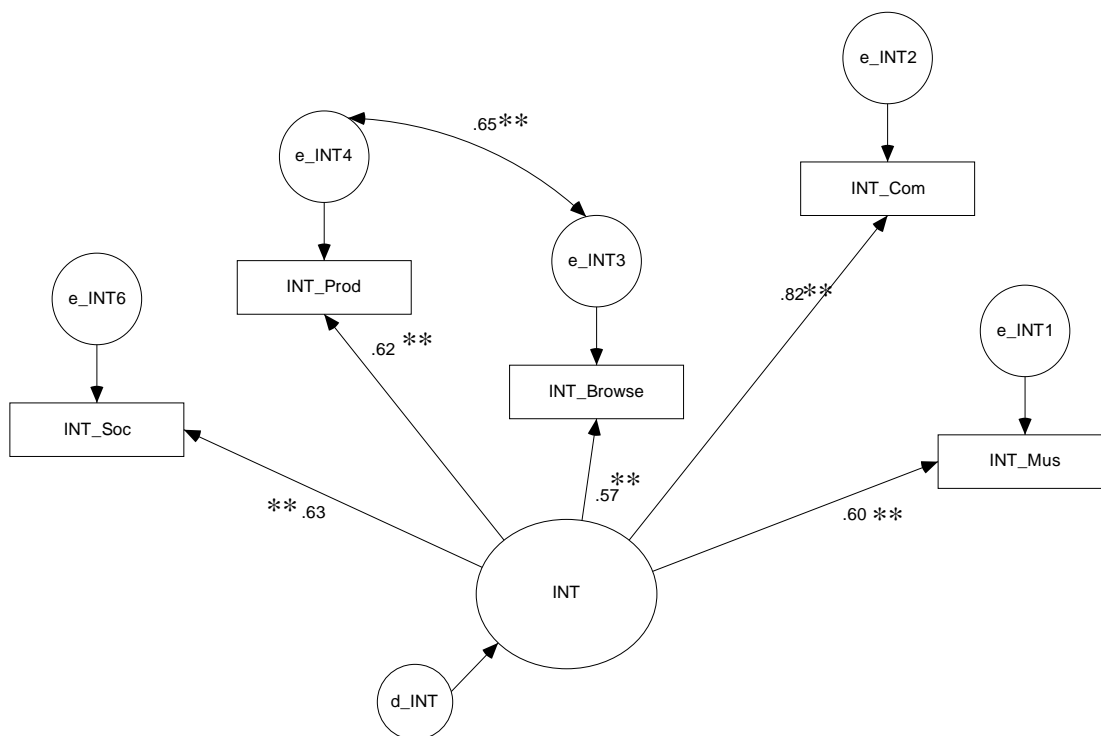 e_INT2
.65**
e_INT4
INT_Com
e_INT3
INT_Prod
e_INT6
.82**
e_INT1
.62 **
INT_Browse
INT_Soc
INT_Mus
.57**
** .63
.60 **
INT
d_INT